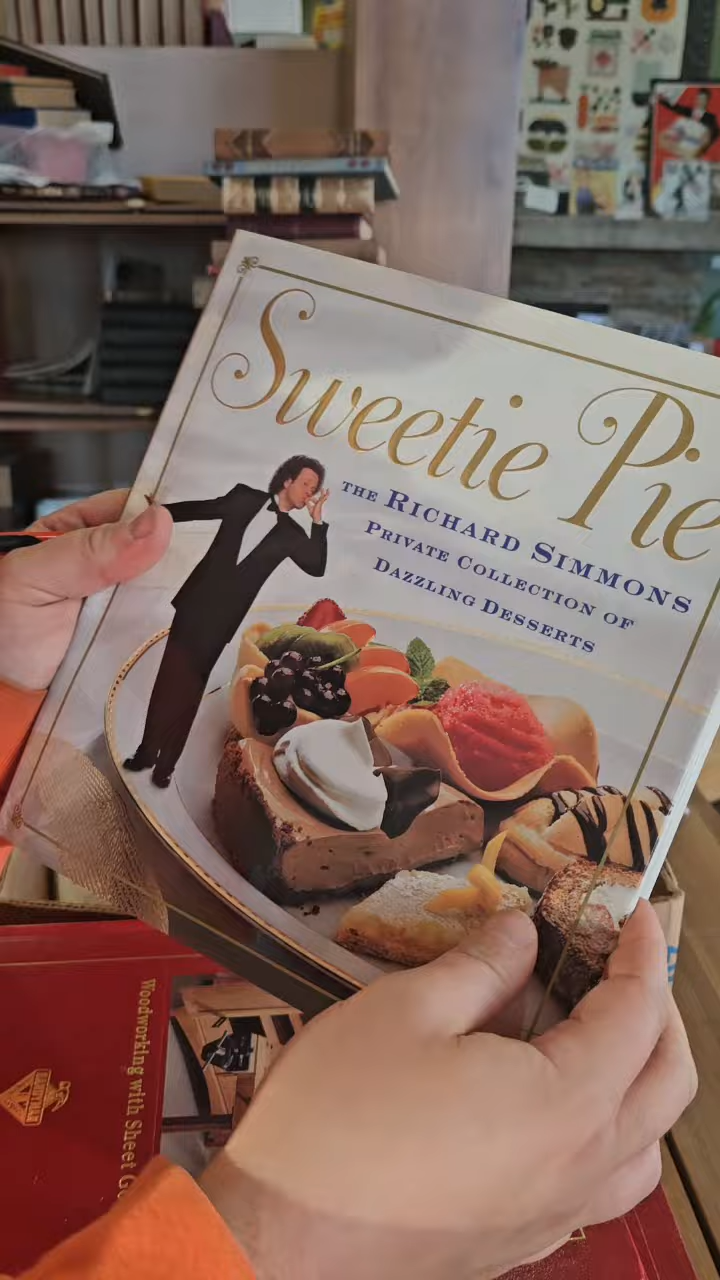 Sweetie Pie
THE RICHARD SIMMONS
PRIVATE COLLECTION OF
DAZZLING DESSERTS
Woodworking with Sheet